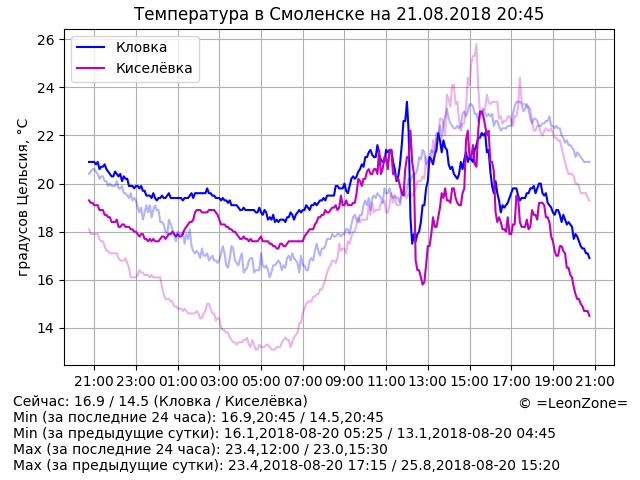 Температура в Смоленске на 21.08.2018 20:45
26
24
22
20
18
16
14
градусов Цельсия, °C
Кловка
Киселёвка
21:00 23:00 01:00 03:00 05:00 07:00 09:00 11:00 13:00 15:00 17:00 19:00 21:00
Сейчас: 16.9 / 14.5 (Кловка / Киселёвка)
© =LeonZone=
Min (за последние 24 часа): 16.9,20:45 / 14.5,20:45
Min (за предыдущие сутки): 16.1,2018-08-20 05:25 / 13.1,2018-08-20 04:45
Max (за последние 24 часа): 23.4,12:00 / 23.0,15:30
Max (за предыдущие сутки): 23.4,2018-08-20 17:15 / 25.8,2018-08-20 15:20